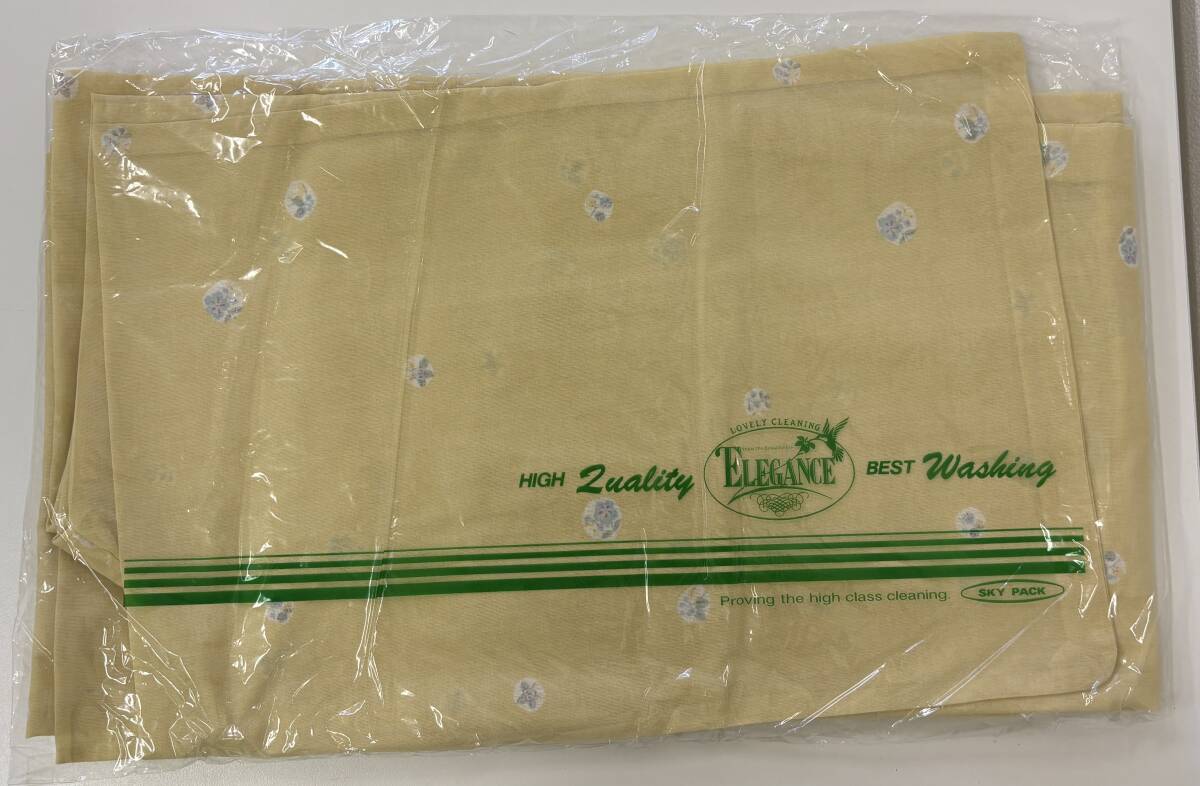 LOVELY CLEANING
HIGH Quality ELEGANCE BEST Washing
Proving the high class cleaning. SKY PACK